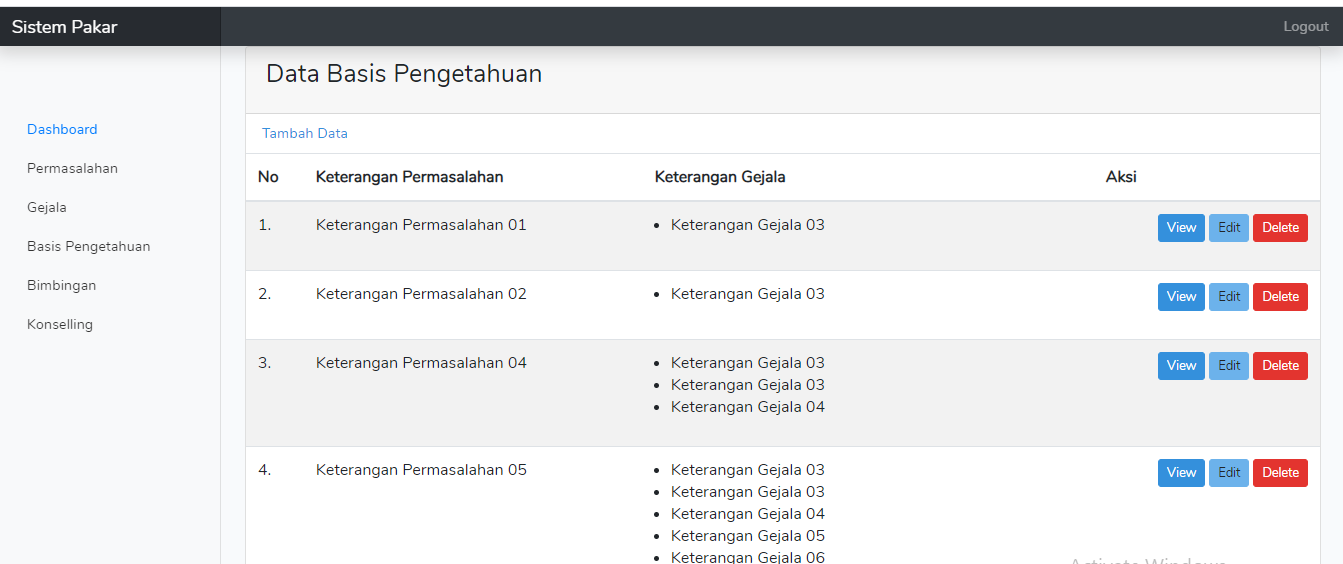 Sistem Pakar
Logout
Dashboard
Permasalahan
Gejala
Basis Pengetahuan
Bimbingan
Konselling
Data Basis Pengetahuan
Tambah Data
No Keterangan Permasalahan Keterangan Gejala Aksi
1. Keterangan Permasalahan 01 • Keterangan Gejala 03 View Edit Delete
2. Keterangan Permasalahan 02 • Keterangan Gejala 03 View Edit Delete
3. Keterangan Permasalahan 04 • Keterangan Gejala 03 View Edit Delete
• Keterangan Gejala 03
• Keterangan Gejala 04
4. Keterangan Permasalahan 05 • Keterangan Gejala 03 View Edit Delete
• Keterangan Gejala 03
• Keterangan Gejala 04
• Keterangan Gejala 05
• Keterangan Gejala 06
Activate Windows